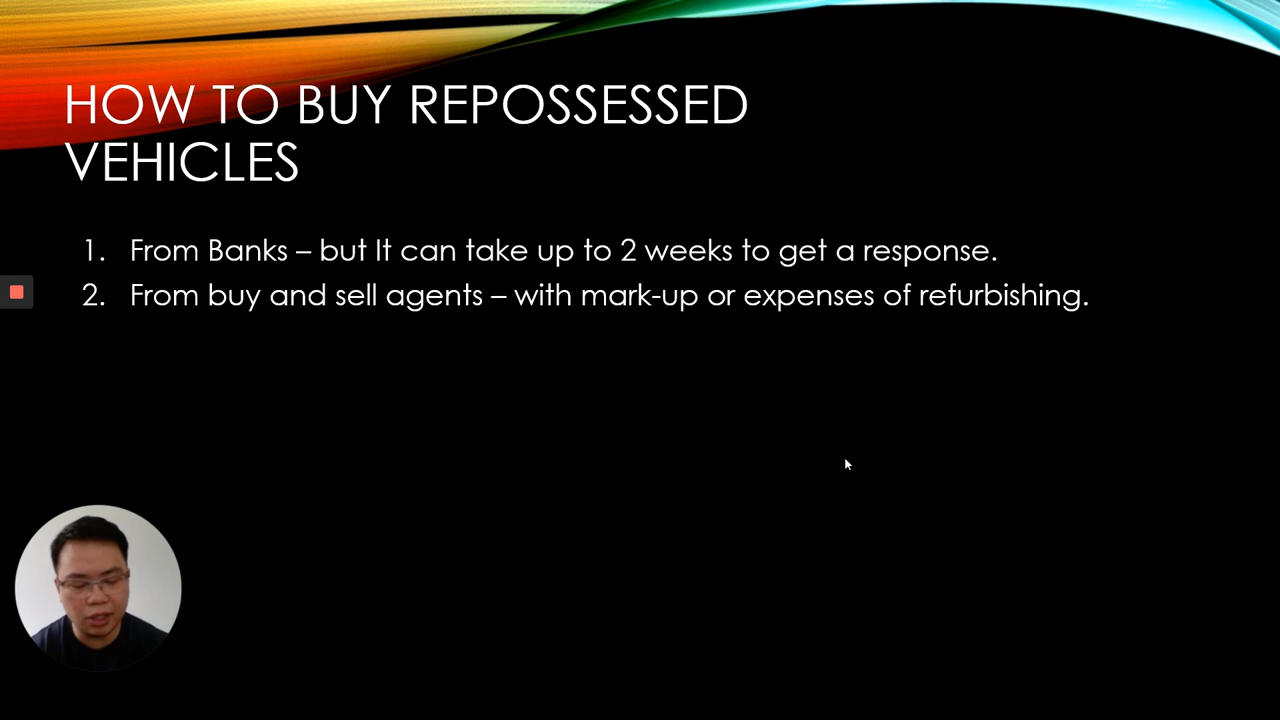 HOW TO BUY REPOSSESSED
VEHICLES
1. From Banks – but It can take up to 2 weeks to get a response.
2. From buy and sell agents – with mark-up or expenses of refurbishing.